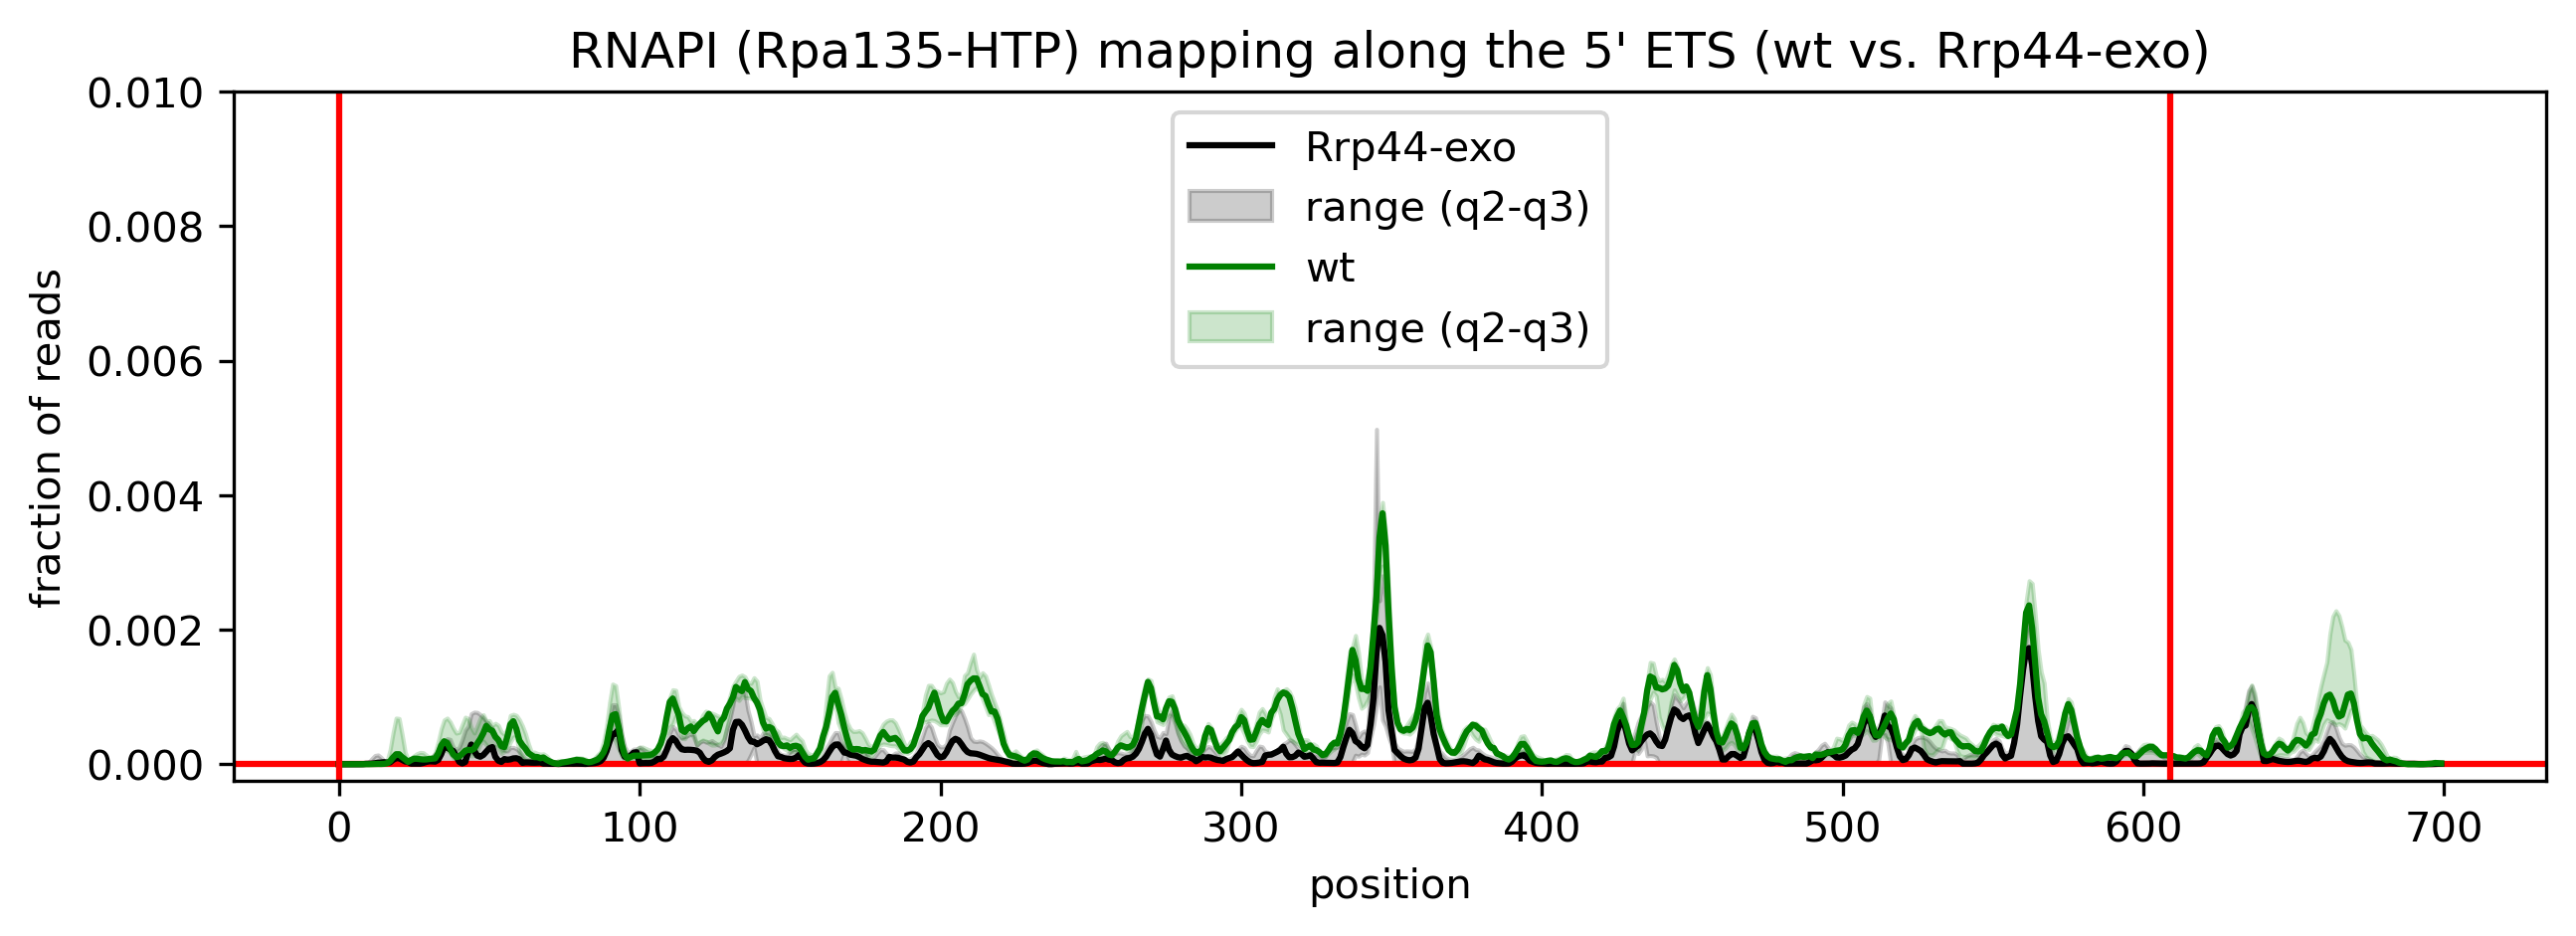 RNAPI (Rpa135-HTP) mapping along the 5' ETS (wt vs. Rrp44-exo)
0.010
0.008
0.006
0.004
0.002
0.000
fraction of reads
Rrp44-exo
range (q2-q3)
wt
range (q2-q3)
0 100 200 300 400 500 600 700
position